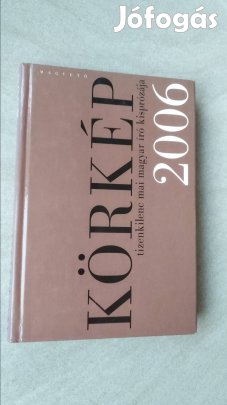 Jófogás
MAGVETŐ
KÖRKÉP
tizenkilenc mai magyar író kisprózája
2006